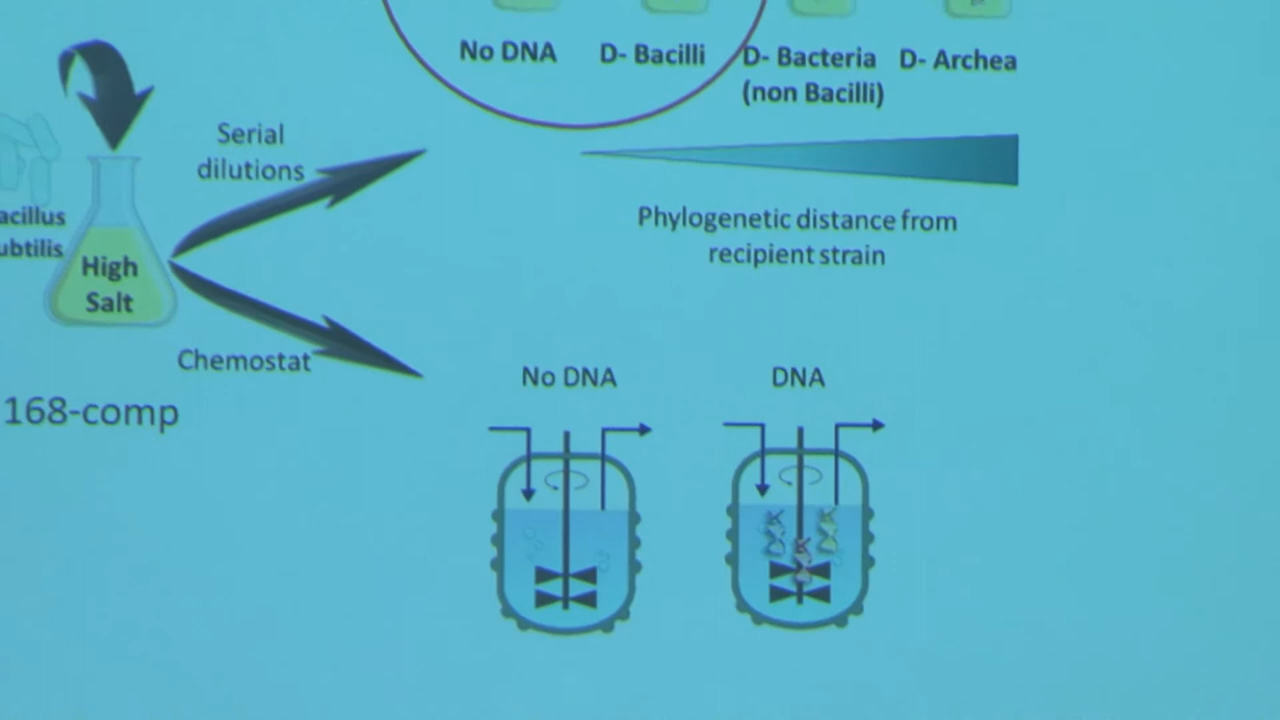 No DNA
D- Bacilli
D- Bacteria
(non Bacilli)
D- Archea
Serial
dilutions
Phylogenetic distance from
recipient strain
acillus
ubtilis
High
Salt
Chemostat
168-comp
No DNA
DNA